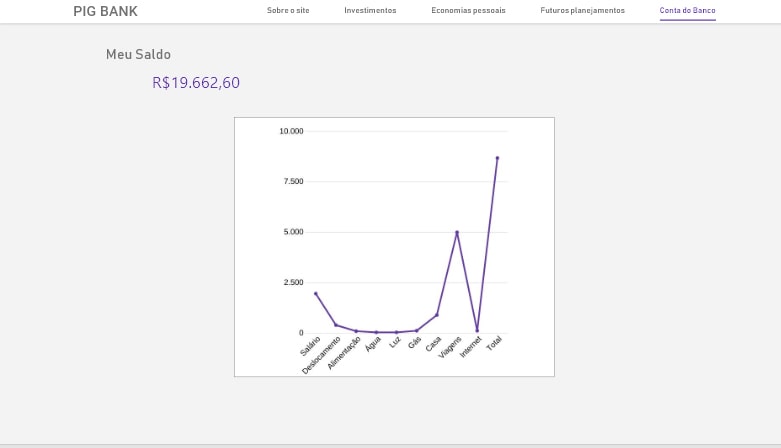 PIG BANK
Sobre o site
Investimentos
Economias pessoais
Futuros planejamentos
Conta do Banco
Meu Saldo
R$19.662,60
10.000
7.500
5.000
2.500
0
Salário
Deslocamento
Alimentação
Água
Luz
Gás
Casa
Viagens
Internet
Total